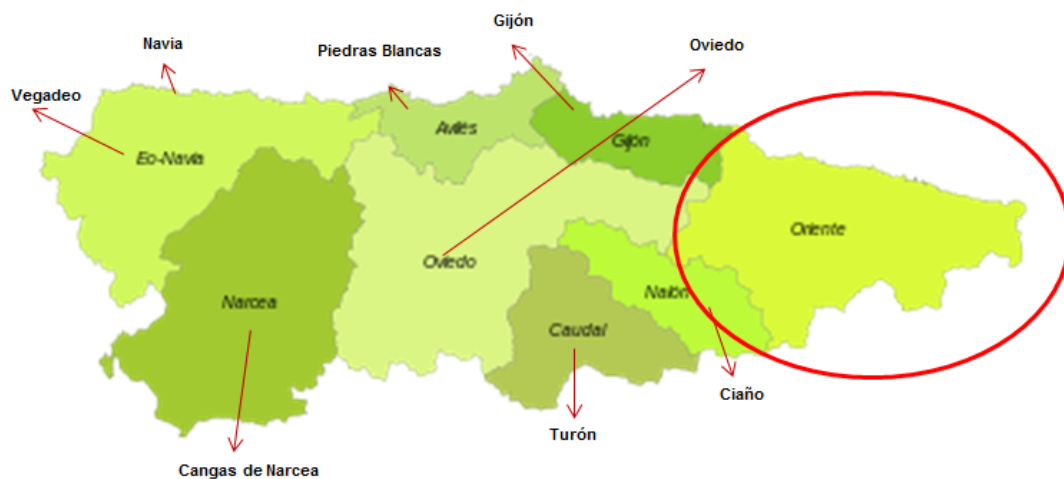 Gijón
Navia
Oviedo
Piedras Blancas
Vegadeo
Avilés
Gijón
Eo-Navia
Oriente
Oviedo
Nalón
Narcea
Caudal
Ciaño
Turón
Cangas de Narcea